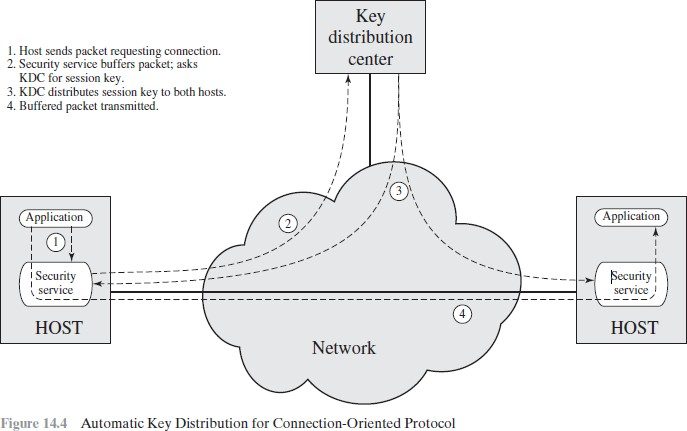 Key
distribution
center
1. Host sends packet requesting connection.
2. Security service buffers packet; asks
KDC for session key.
3. KDC distributes session key to both hosts.
4. Buffered packet transmitted.
3
Application
1
Security
service
HOST
2
Application
Security
service
HOST
4
Network
Figure 14.4 Automatic Key Distribution for Connection-Oriented Protocol